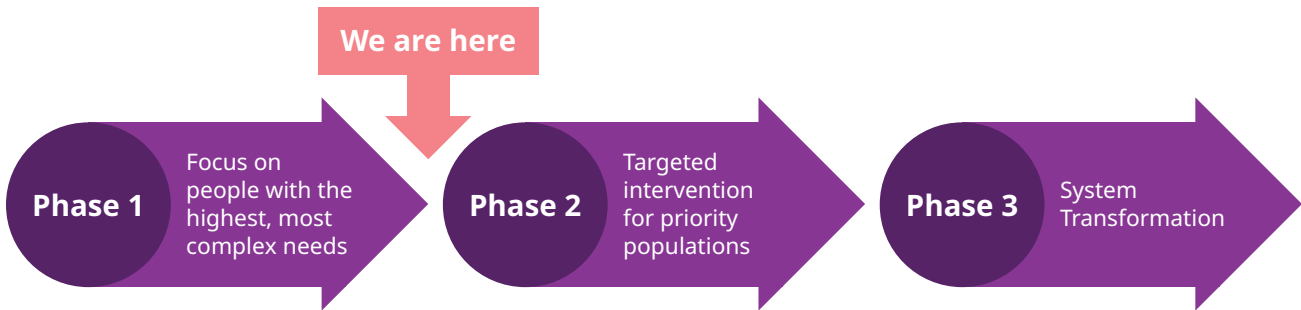 We are here
Phase 1
Focus on
people with the
highest, most
complex needs
Phase 2
Targeted
intervention
for priority
populations
Phase 3
System
Transformation